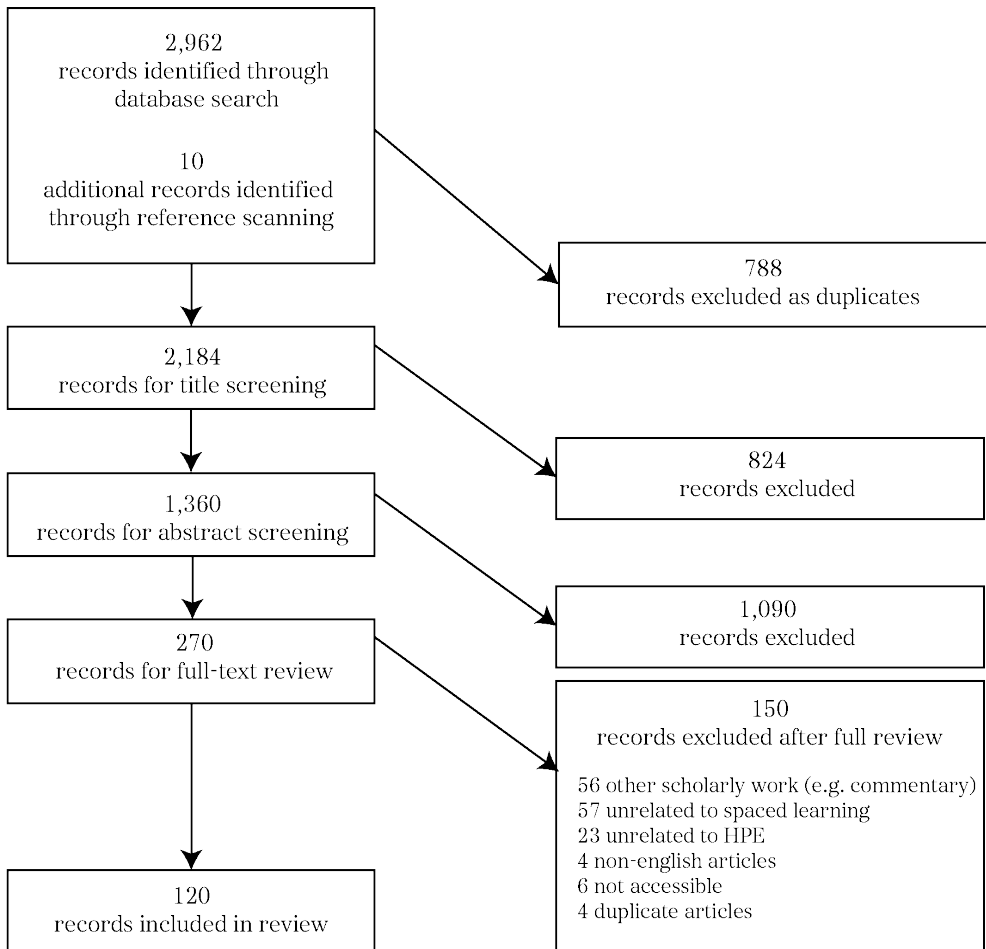 2,962
records identified through
database search
10
additional records identified
through reference scanning
788
records excluded as duplicates
2,184
records for title screening
824
records excluded
1,360
records for abstract screening
1,090
records excluded
270
records for full-text review
150
records excluded after full review
56 other scholarly work (e.g. commentary)
57 unrelated to spaced learning
23 unrelated to HPE
4 non-english articles
6 not accessible
4 duplicate articles
120
records included in review